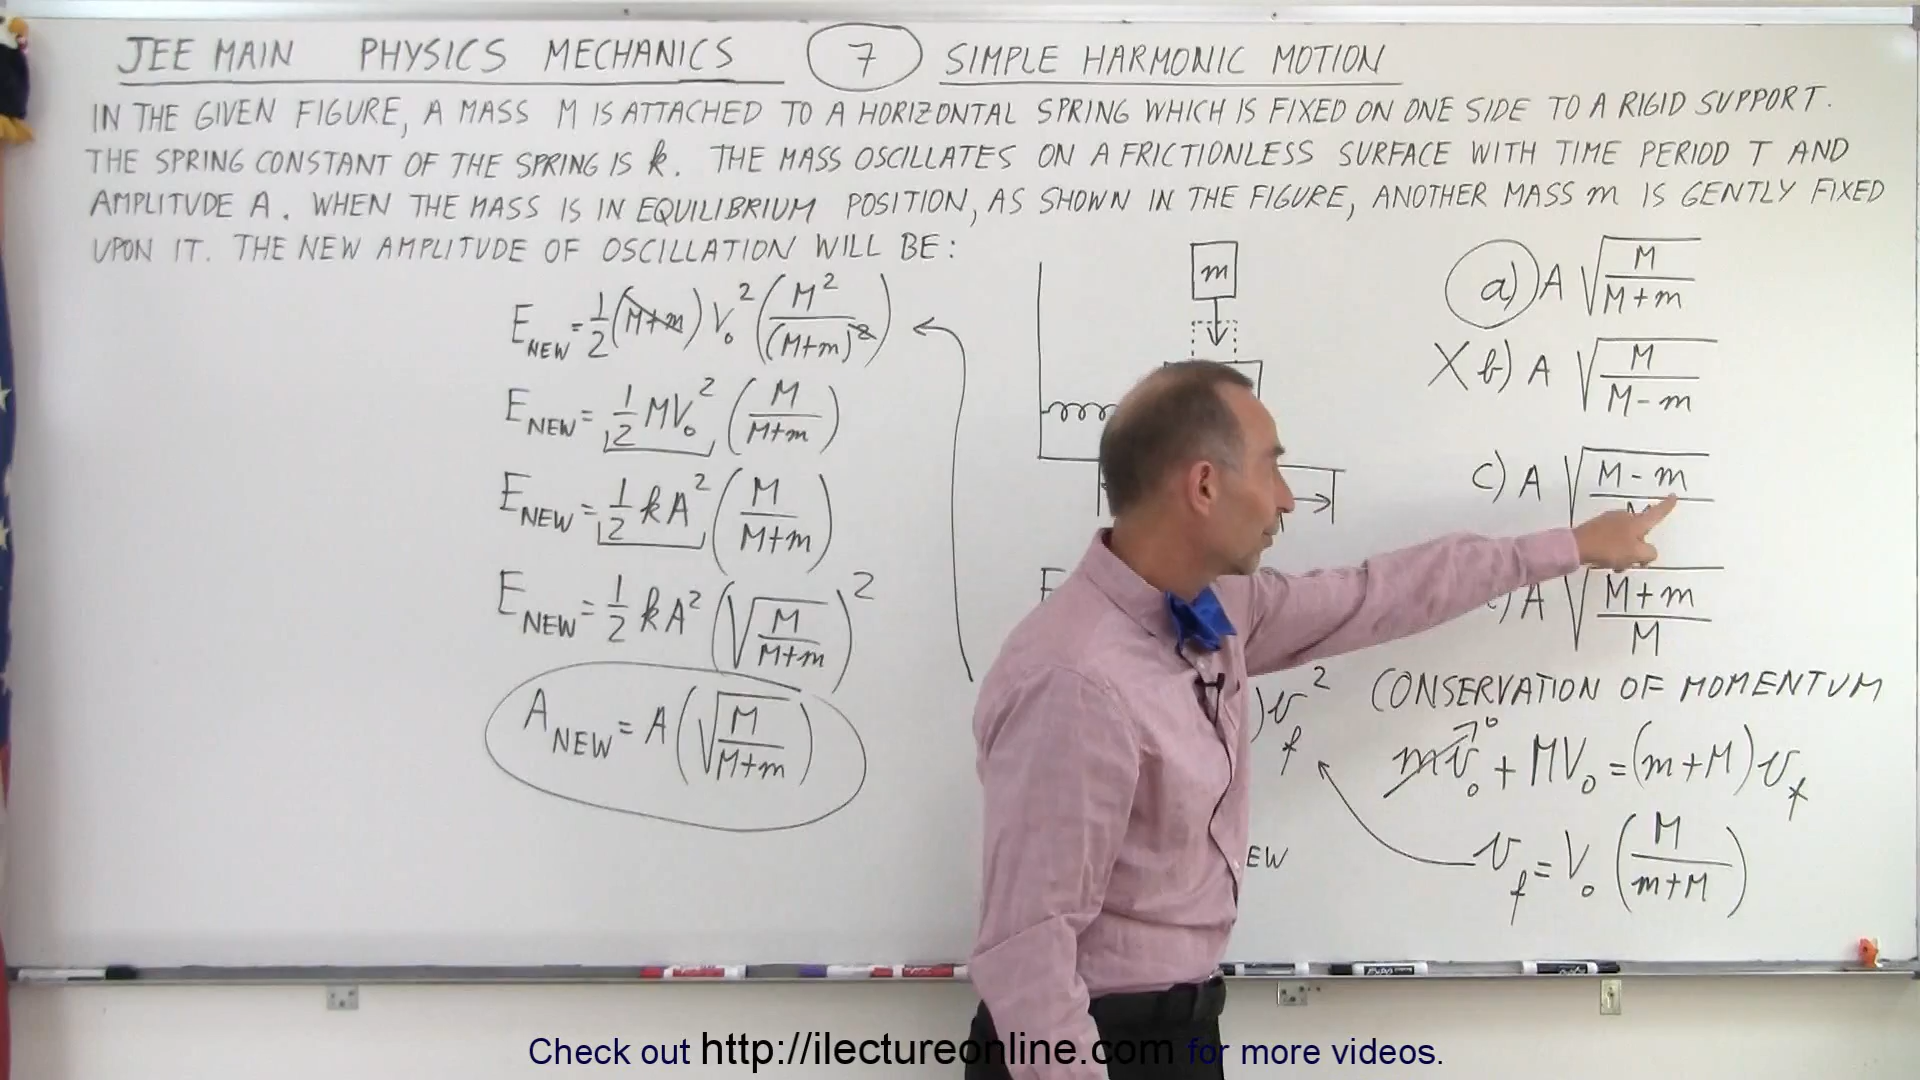 JEE MAIN PHYSICS MECHANICS 7 SIMPLE HARMONIC MOTION
IN THE GIVEN FIGURE, A MASS M IS ATTACHED TO A HORIZONTAL SPRING WHICH IS FIXED ON ONE SIDE TO A RIGID SUPPORT.
THE SPRING CONSTANT OF THE SPRING IS k. THE MASS OSCILLATES ON A FRICTIONLESS SURFACE WITH TIME PERIOD T AND
AMPLITUDE A. WHEN THE MASS IS IN EQUILIBRIUM POSITION, AS SHOWN IN THE FIGURE, ANOTHER MASS m IS GENTLY FIXED
UPON IT. THE NEW AMPLITUDE OF OSCILLATION WILL BE:
E_NEW = 1/2 (M+m) V₀² (M²/(M+m)²)
E_NEW = 1/2 MV₀² (M/(M+m))
E_NEW = 1/2 kA² (M/(M+m))
E_NEW = 1/2 kA² (√(M/(M+m)))²
A_NEW = A (√(M/(M+m)))
m
a) A √(M/(M+m))
X b) A √(M/(M-m))
c) A √((M-m)/M)
) A √((M+m)/M)
)v_f²
EW
CONSERVATION OF MOMENTUM
mv₀ 0 + MV₀ = (m+M) v_f
v_f = V₀ (M/(m+M))
EXPO
Check out http://ilectureonline.com for more videos.